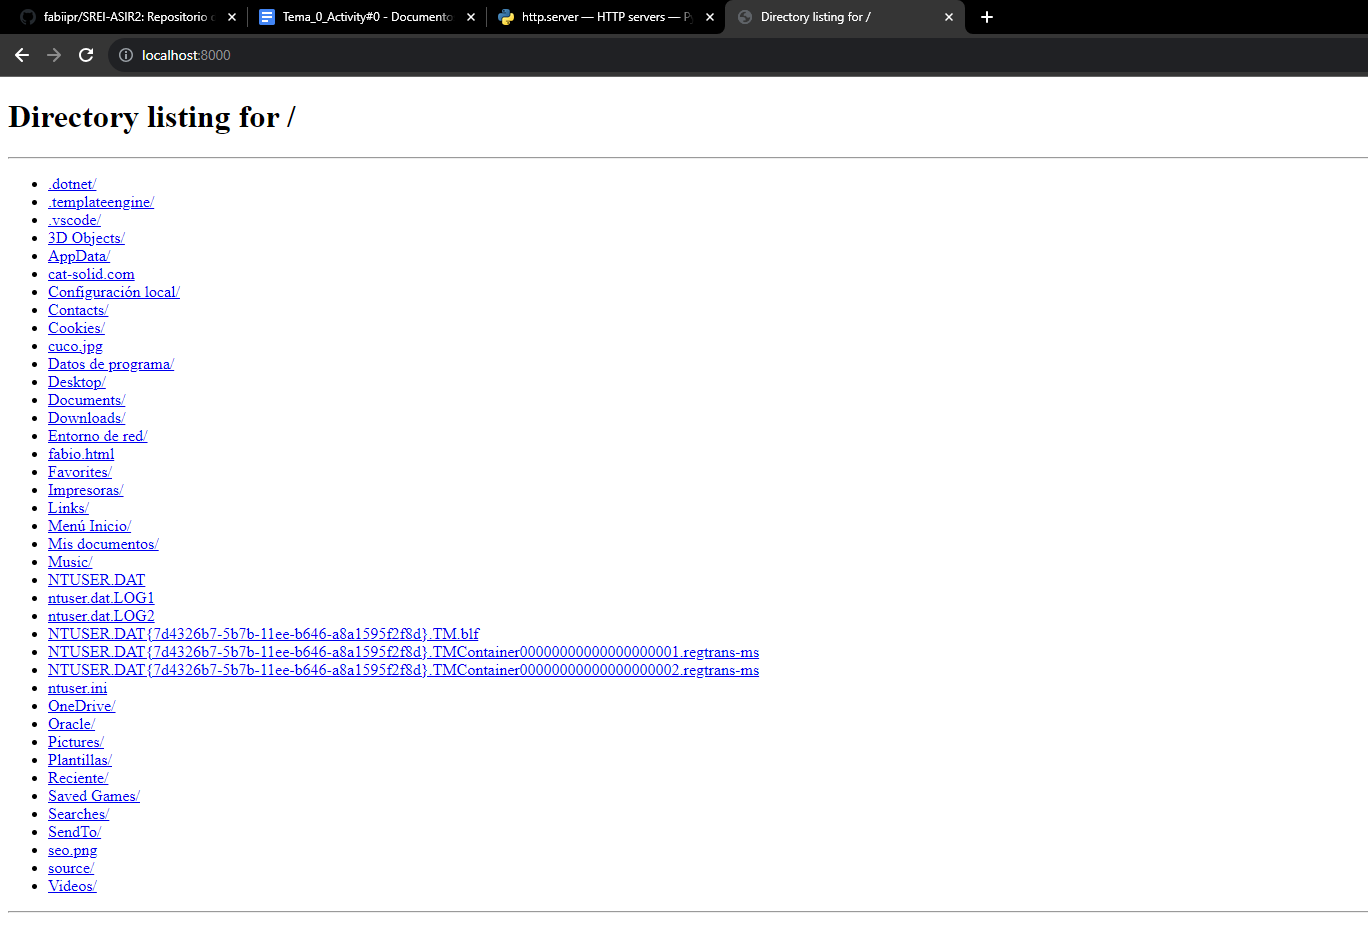 fabiipr/SREI-ASIR2: Repositorio
Tema_0_Activity#0 - Documento
http.server — HTTP servers —
Directory listing for /
localhost:8000
Directory listing for /
.dotnet/
.templateengine/
.vscode/
3D Objects/
AppData/
cat-solid.com
Configuración local/
Contacts/
Cookies/
cuco.jpg
Datos de programa/
Desktop/
Documents/
Downloads/
Entorno de red/
fabio.html
Favorites/
Impresoras/
Links/
Menú Inicio/
Mis documentos/
Music/
NTUSER.DAT
ntuser.dat.LOG1
ntuser.dat.LOG2
NTUSER.DAT{7d4326b7-5b7b-11ee-b646-a8a1595f2f8d}.TM.blf
NTUSER.DAT{7d4326b7-5b7b-11ee-b646-a8a1595f2f8d}.TMContainer00000000000000000001.regtrans-ms
NTUSER.DAT{7d4326b7-5b7b-11ee-b646-a8a1595f2f8d}.TMContainer00000000000000000002.regtrans-ms
ntuser.ini
OneDrive/
Oracle/
Pictures/
Plantillas/
Reciente/
Saved Games/
Searches/
SendTo/
seo.png
source/
Videos/